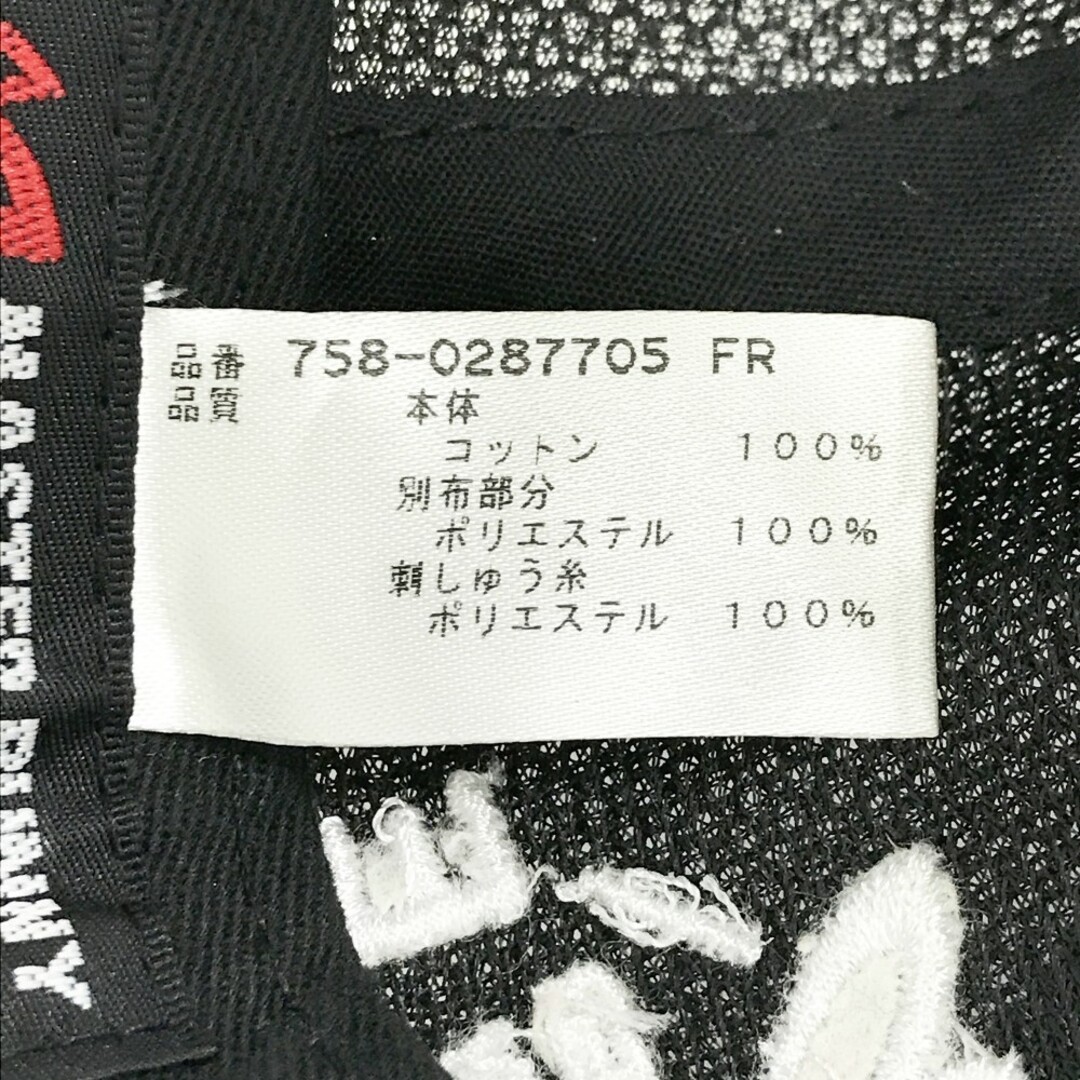 品番 758-0287705 FR
品質 本体
コットン 100%
別布部分
ポリエステル 100%
刺しゅう糸
ポリエステル 100%